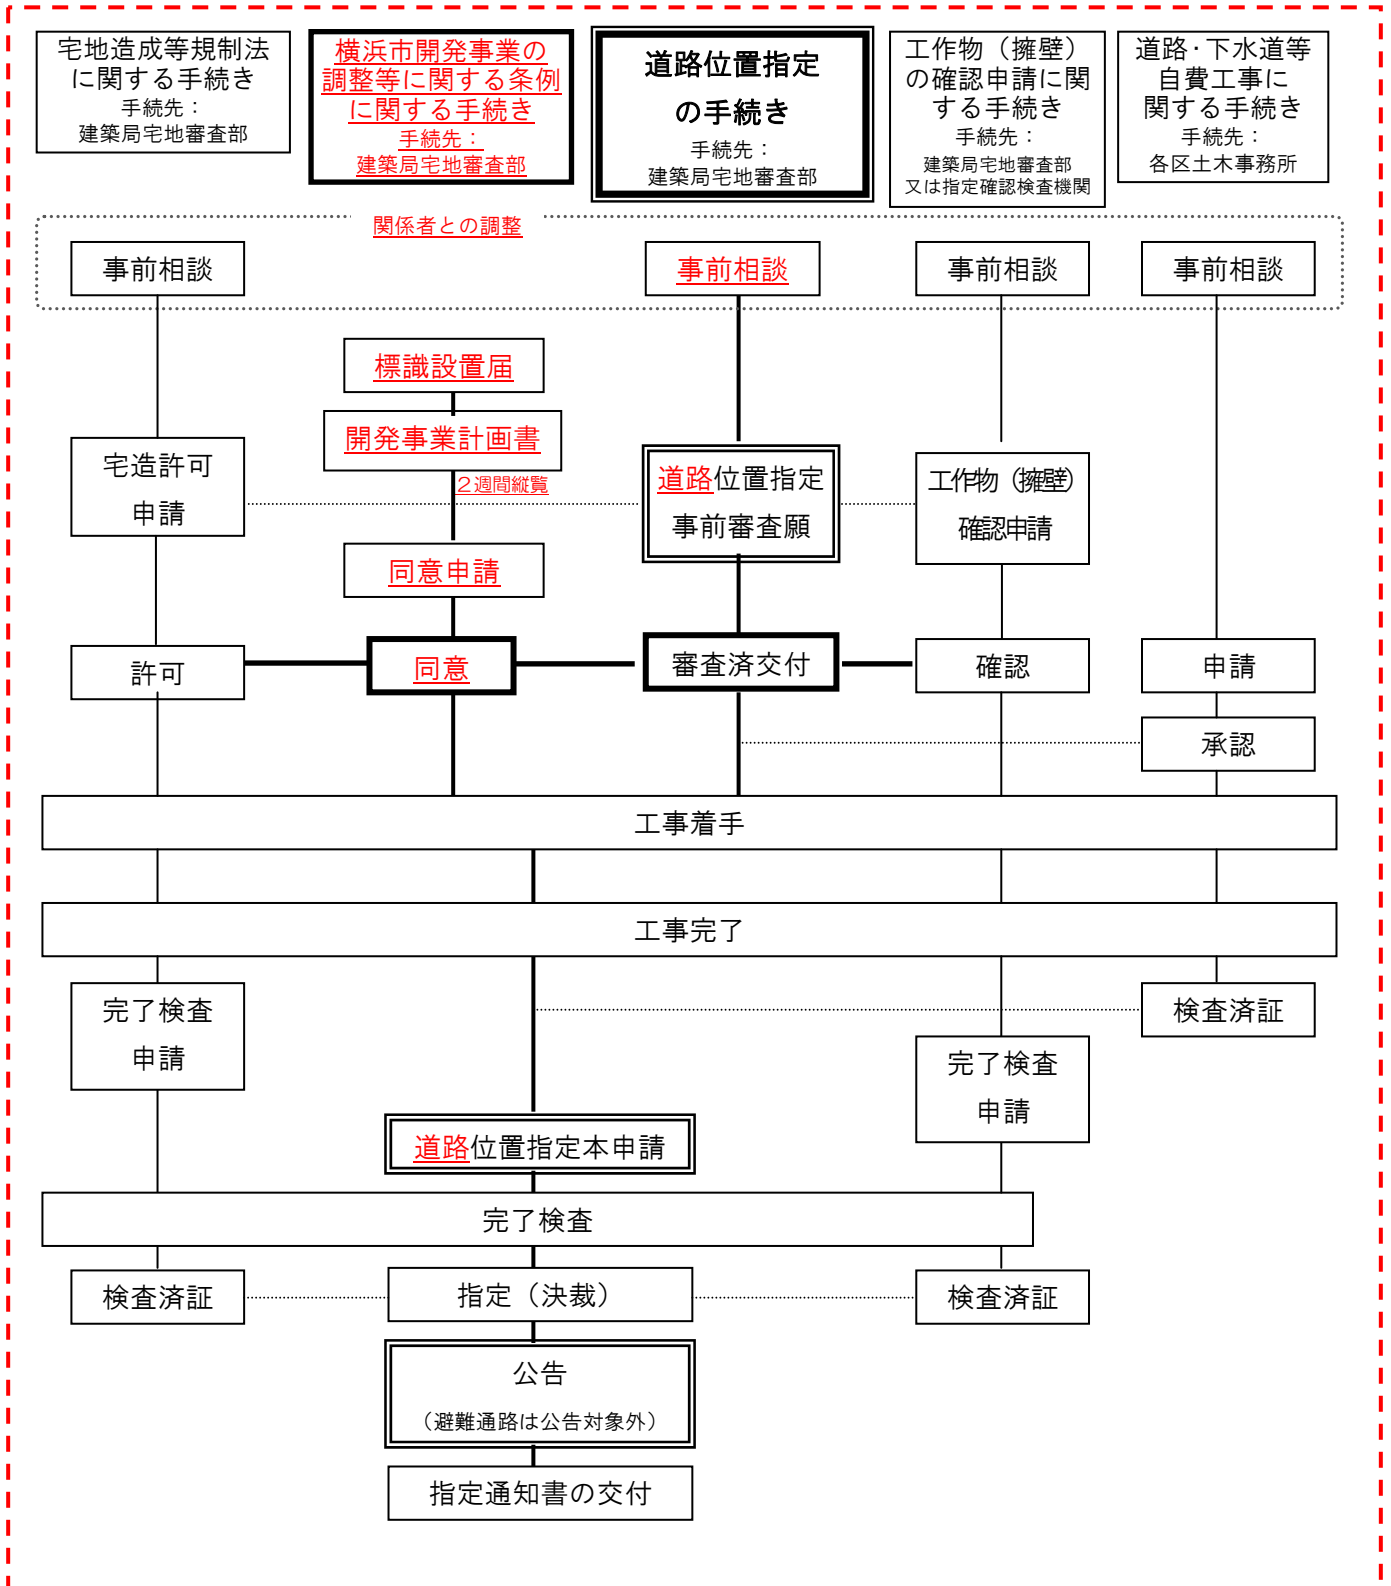 宅地造成等規制法
に関する手続き
手続先：
建築局宅地審査部
横浜市開発事業の
調整等に関する条例
に関する手続き
手続先：
建築局宅地審査部
道路位置指定
の手続き
手続先：
建築局宅地審査部
工作物（擁壁）
の確認申請に関
する手続き
手続先：
建築局宅地審査部
又は指定確認検査機関
道路・下水道等
自費工事に
関する手続き
手続先：
各区土木事務所
関係者との調整
事前相談
事前相談
事前相談
事前相談
標識設置届
開発事業計画書
２週間縦覧
宅造許可
申請
道路位置指定
事前審査願
工作物（擁壁）
確認申請
同意申請
許可
同意
審査済交付
確認
申請
承認
工事着手
工事完了
完了検査
申請
検査済証
完了検査
申請
道路位置指定本申請
完了検査
検査済証
指定（決裁）
検査済証
公告
（避難通路は公告対象外）
指定通知書の交付